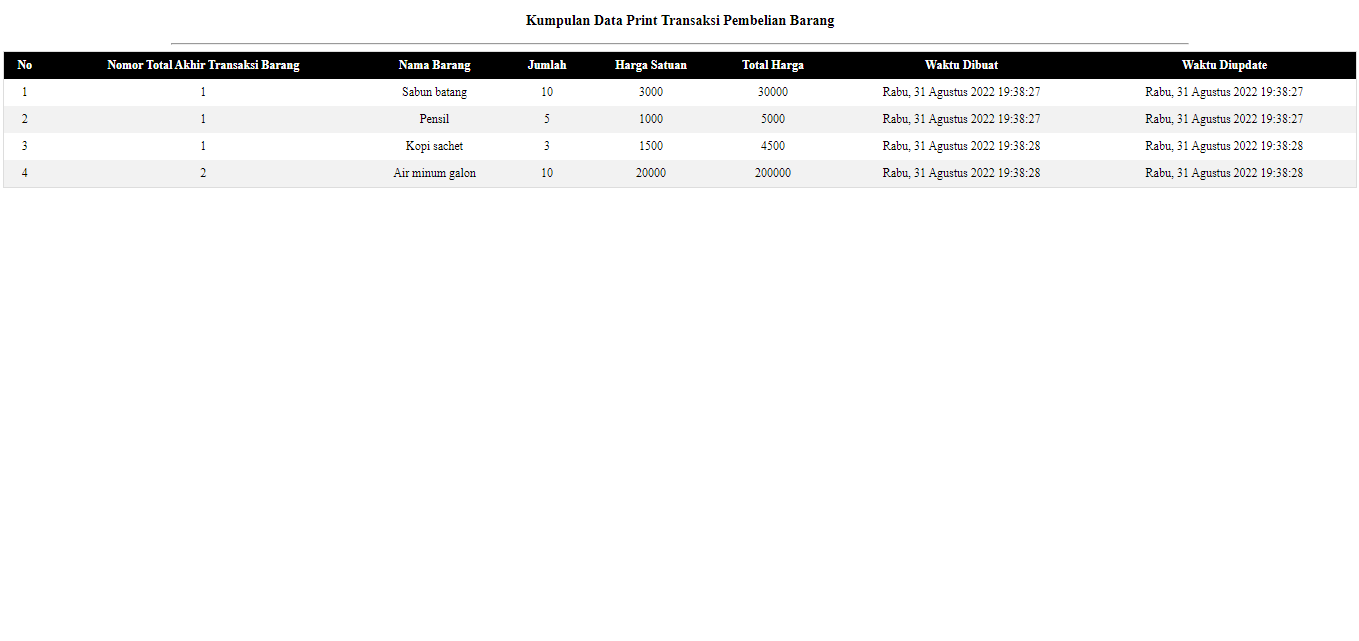 Kumpulan Data Print Transaksi Pembelian Barang
No Nomor Total Akhir Transaksi Barang Nama Barang Jumlah Harga Satuan Total Harga Waktu Dibuat Waktu Diupdate
1 1 Sabun batang 10 3000 30000 Rabu, 31 Agustus 2022 19:38:27 Rabu, 31 Agustus 2022 19:38:27
2 1 Pensil 5 1000 5000 Rabu, 31 Agustus 2022 19:38:27 Rabu, 31 Agustus 2022 19:38:27
3 1 Kopi sachet 3 1500 4500 Rabu, 31 Agustus 2022 19:38:28 Rabu, 31 Agustus 2022 19:38:28
4 2 Air minum galon 10 20000 200000 Rabu, 31 Agustus 2022 19:38:28 Rabu, 31 Agustus 2022 19:38:28